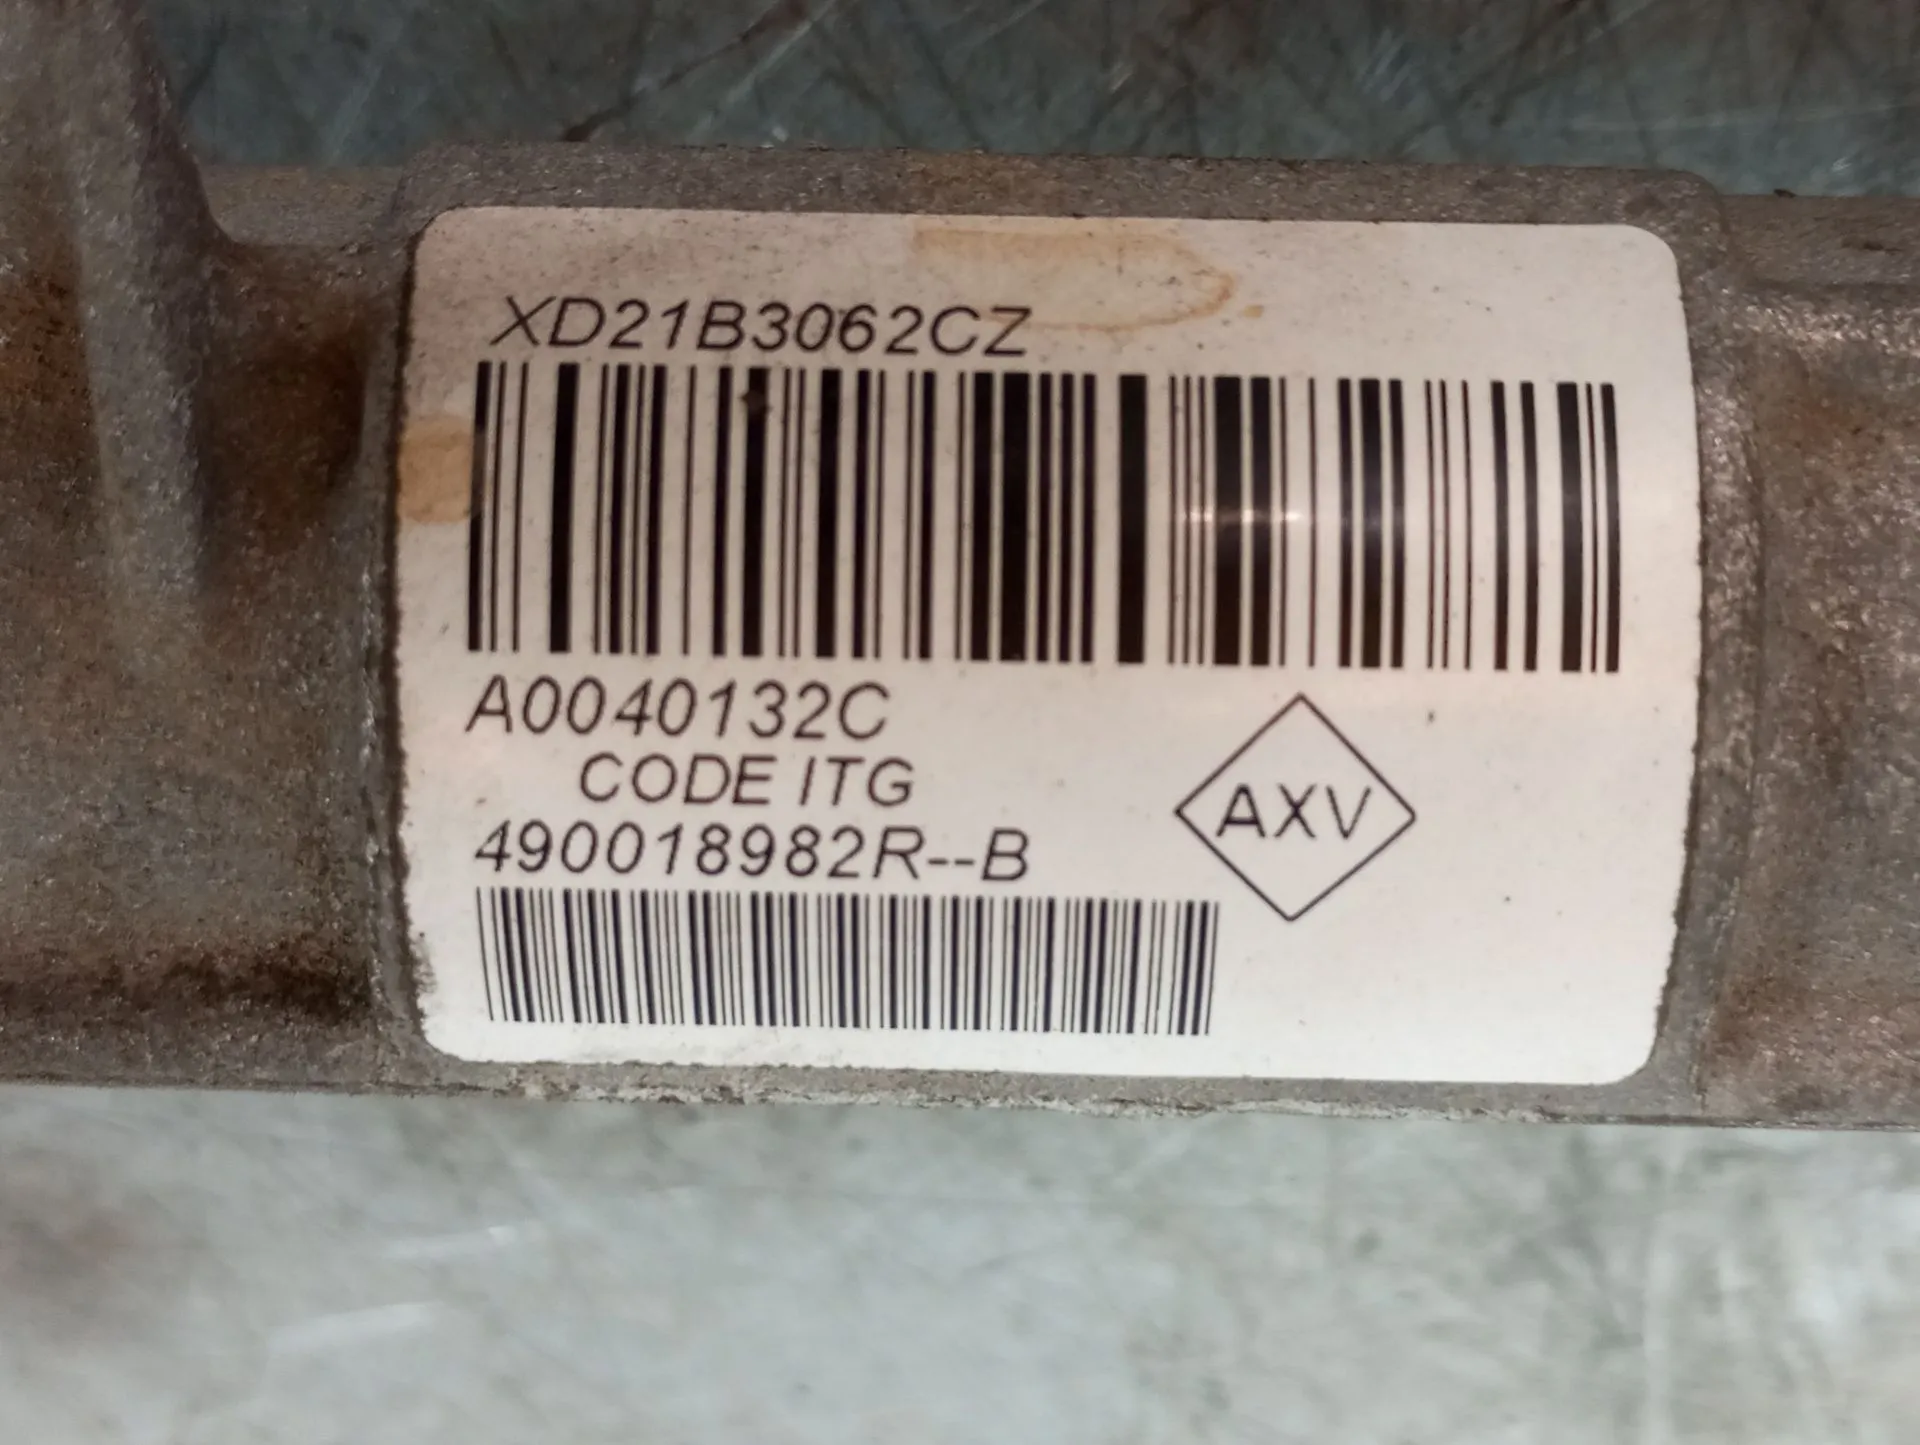 XD21B3062CZ
A0040132C
CODE ITG
490018982R--B
AXV